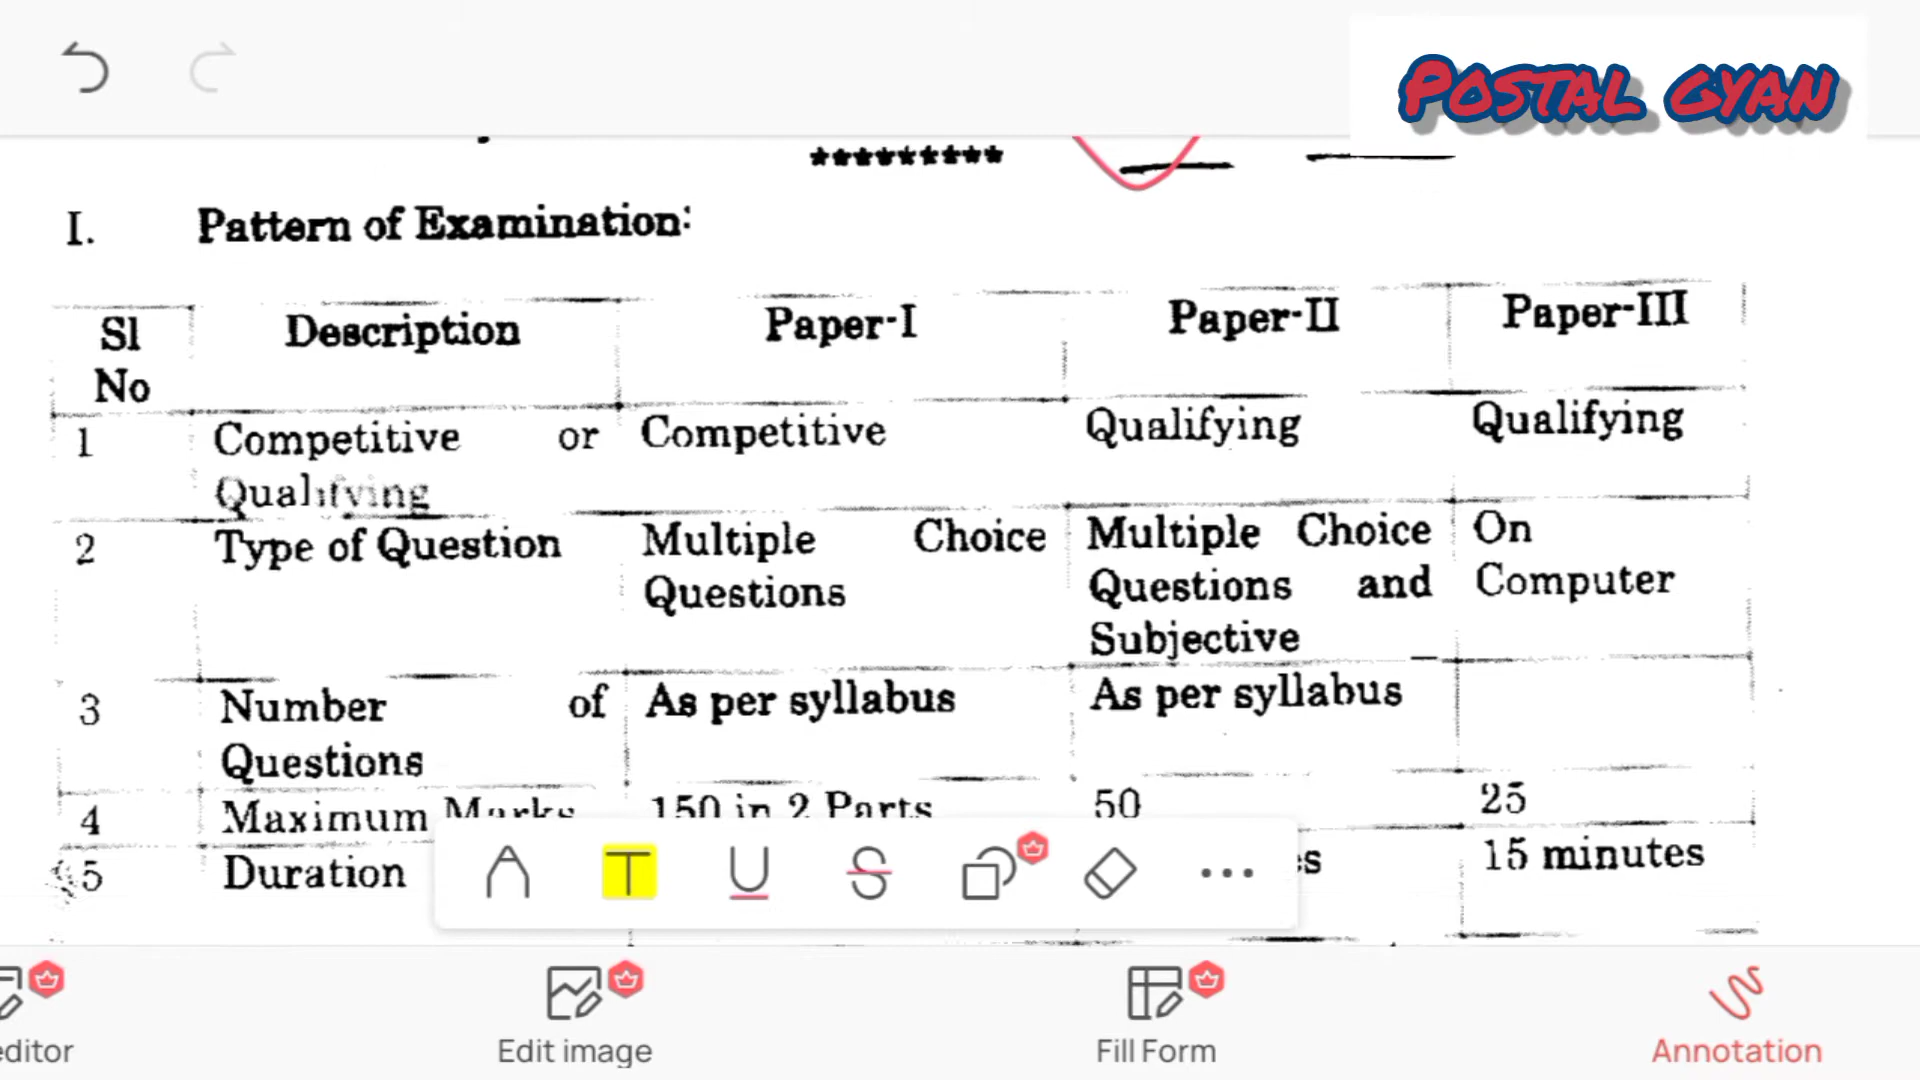 POSTAL GYAN
*********
I. Pattern of Examination:
Sl No Description Paper-I Paper-II Paper-III
1 Competitive or Qualifying Competitive Qualifying Qualifying
2 Type of Question Multiple Choice Questions Multiple Choice Questions and Subjective On Computer
3 Number of Questions As per syllabus As per syllabus
4 Maximum Marks 150 in 2 Parts 50 25
5 Duration 15 minutes
Edit image
Fill Form
Annotation